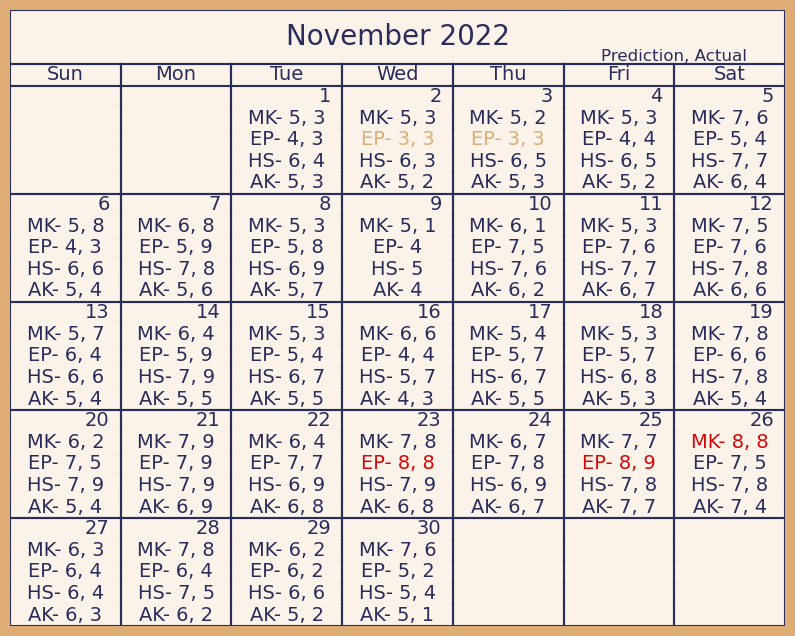 November 2022
Prediction, Actual
Sun Mon Tue Wed Thu Fri Sat
1 2 3 4 5
MK- 5, 3 MK- 5, 3 MK- 5, 2 MK- 5, 3 MK- 7, 6
EP- 4, 3 EP- 3, 3 EP- 3, 3 EP- 4, 4 EP- 5, 4
HS- 6, 4 HS- 6, 3 HS- 6, 5 HS- 6, 5 HS- 7, 7
AK- 5, 3 AK- 5, 2 AK- 5, 3 AK- 5, 2 AK- 6, 4
6 7 8 9 10 11 12
MK- 5, 8 MK- 6, 8 MK- 5, 3 MK- 5, 1 MK- 6, 1 MK- 5, 3 MK- 7, 5
EP- 4, 3 EP- 5, 9 EP- 5, 8 EP- 4 EP- 7, 5 EP- 7, 6 EP- 7, 6
HS- 6, 6 HS- 7, 8 HS- 6, 9 HS- 5 HS- 7, 6 HS- 7, 7 HS- 7, 8
AK- 5, 4 AK- 5, 6 AK- 5, 7 AK- 4 AK- 6, 2 AK- 6, 7 AK- 6, 6
13 14 15 16 17 18 19
MK- 5, 7 MK- 6, 4 MK- 5, 3 MK- 6, 6 MK- 5, 4 MK- 5, 3 MK- 7, 8
EP- 6, 4 EP- 5, 9 EP- 5, 4 EP- 4, 4 EP- 5, 7 EP- 5, 7 EP- 6, 6
HS- 6, 6 HS- 7, 9 HS- 6, 7 HS- 5, 7 HS- 6, 7 HS- 6, 8 HS- 7, 8
AK- 5, 4 AK- 5, 5 AK- 5, 5 AK- 4, 3 AK- 5, 5 AK- 5, 3 AK- 5, 4
20 21 22 23 24 25 26
MK- 6, 2 MK- 7, 9 MK- 6, 4 MK- 7, 8 MK- 6, 7 MK- 7, 7 MK- 8, 8
EP- 7, 5 EP- 7, 9 EP- 7, 7 EP- 8, 8 EP- 7, 8 EP- 8, 9 EP- 7, 5
HS- 7, 9 HS- 7, 9 HS- 6, 9 HS- 7, 9 HS- 6, 9 HS- 7, 8 HS- 7, 8
AK- 5, 4 AK- 6, 9 AK- 6, 8 AK- 6, 8 AK- 6, 7 AK- 7, 7 AK- 7, 4
27 28 29 30
MK- 6, 3 MK- 7, 8 MK- 6, 2 MK- 7, 6
EP- 6, 4 EP- 6, 4 EP- 6, 2 EP- 5, 2
HS- 6, 4 HS- 7, 5 HS- 6, 6 HS- 5, 4
AK- 6, 3 AK- 6, 2 AK- 5, 2 AK- 5, 1